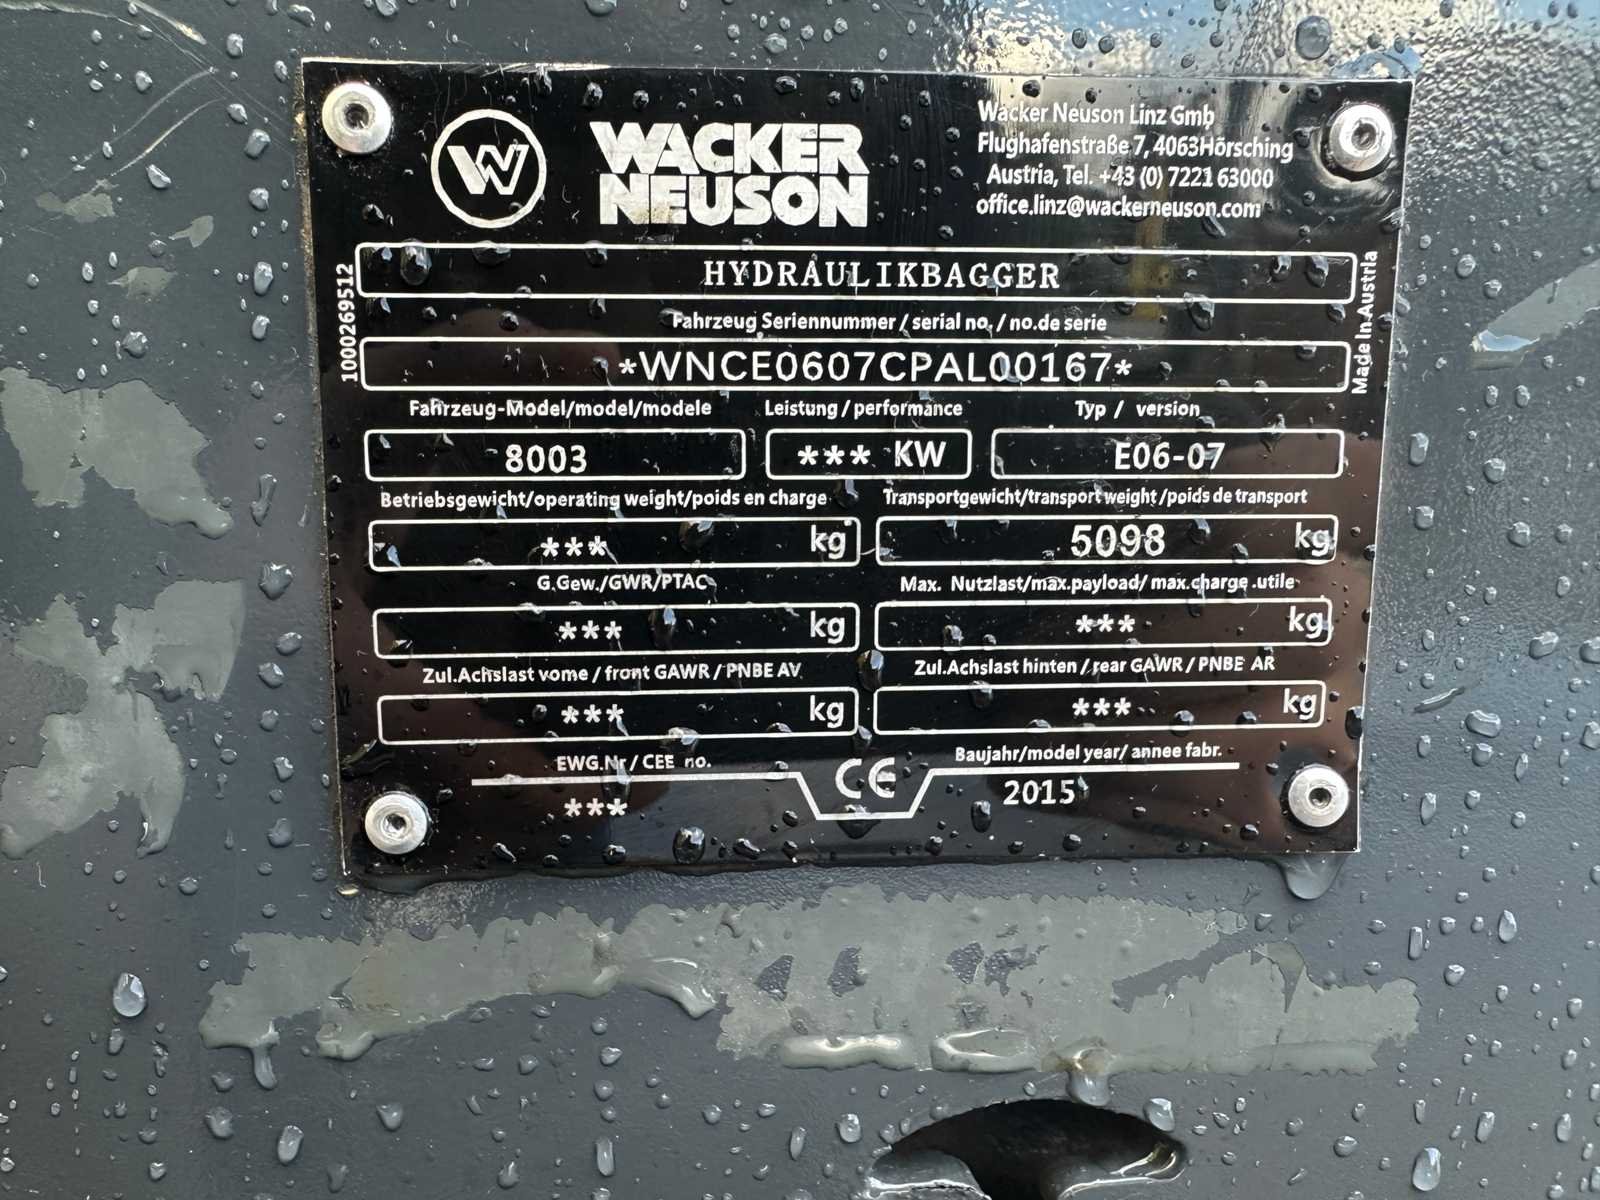 WACKER
NEUSON
Wacker Neuson Linz Gmb
Flughafenstraße 7, 4063Hörsching
Austria, Tel. +43 (0) 7221 63000
office.linz@wackerneuson.com
1000269512
HYDRAULIKBAGGER
Made In Austria
Fahrzeug Seriennummer / serial no. / no.de serie
*WNCE0607CPAL00167*
Fahrzeug-Model/model/modele
Leistung / performance
Typ / version
8003
*** KW
E06-07
Betriebsgewicht/operating weight/poids en charge
Transportgewicht/transport weight /poids de transport
*** kg
5098 kg
G.Gew./GWR/PTAC
Max. Nutzlast/max.payload/ max.charge .utile
*** kg
*** kg
Zul.Achslast vorne / front GAWR / PNBE AV
Zul.Achslast hinten / rear GAWR / PNBE AR
*** kg
*** kg
EWG.Nr / CEE no.
CE
Baujahr/model year/ annee fabr.
***
2015